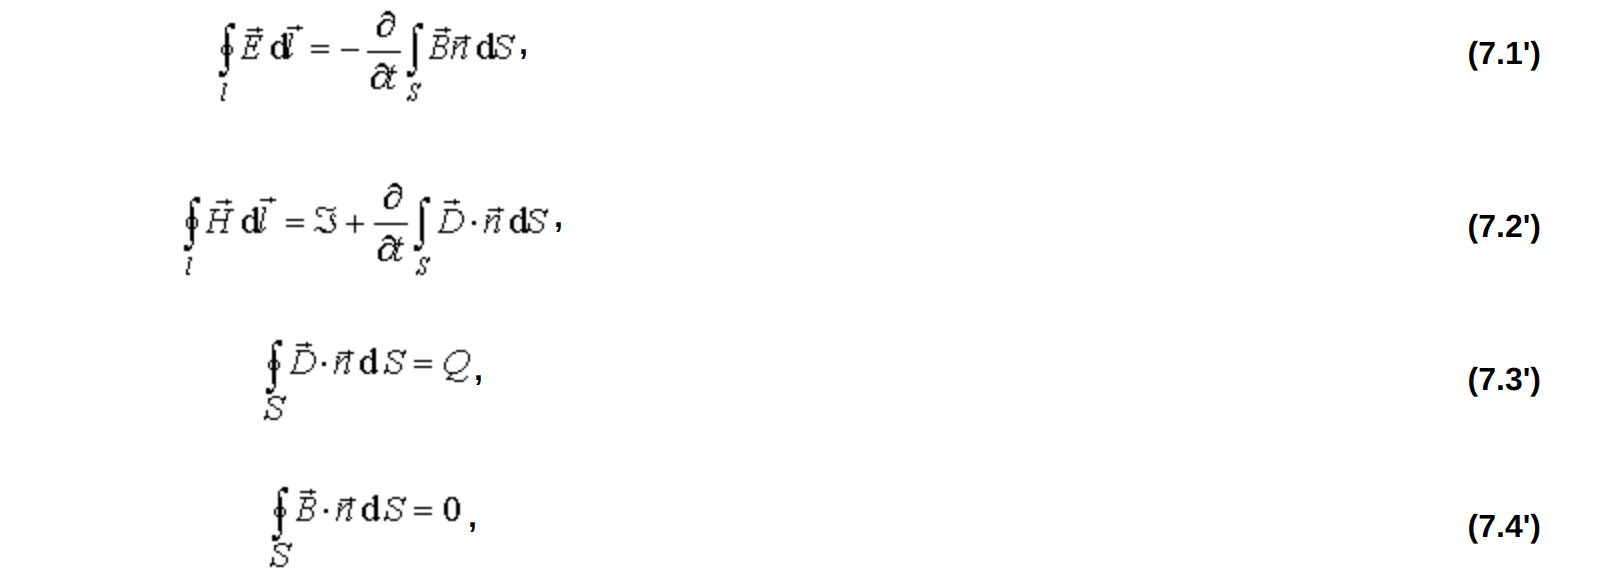 ∮_l E⃗ dl⃗ = − ∂/∂t ∫_S B⃗n⃗ dS, (7.1')
∮_l H⃗ dl⃗ = ℑ + ∂/∂t ∫_S D⃗ · n⃗ dS, (7.2')
∮_S D⃗ · n⃗ dS = Q, (7.3')
∮_S B⃗ · n⃗ dS = 0, (7.4')